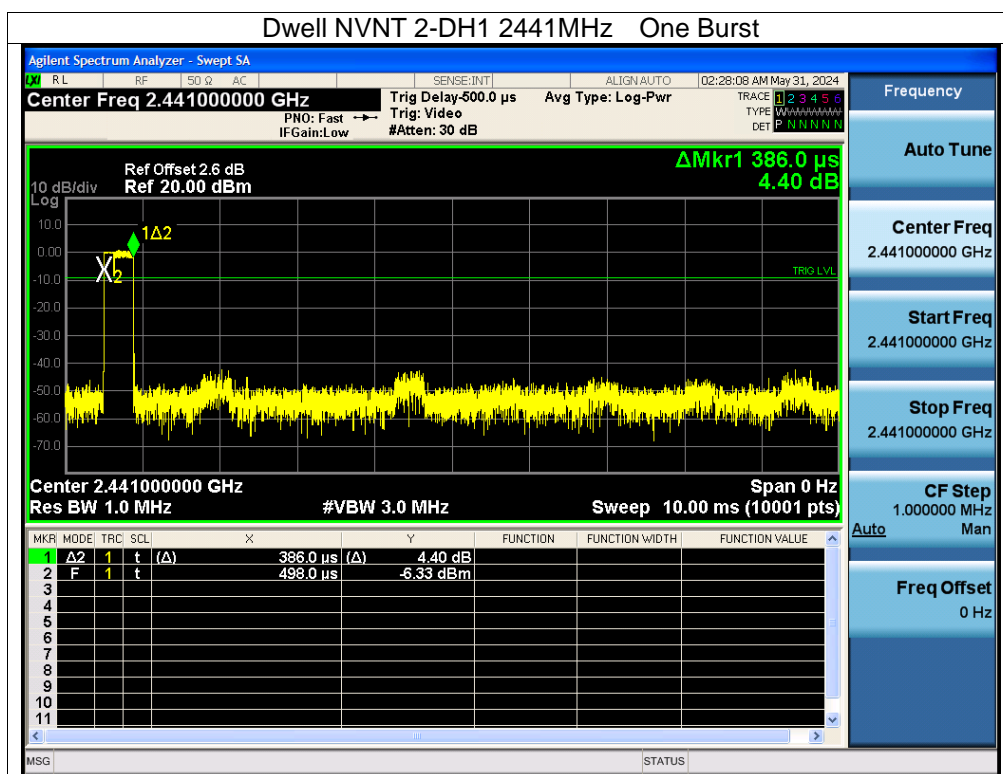 Dwell NVNT 2-DH1 2441MHz One Burst
Agilent Spectrum Analyzer - Swept SA
LXI RL RF 50 Ω AC SENSE:INT ALIGN AUTO 02:28:08 AM May 31, 2024
Center Freq 2.441000000 GHz
PNO: Fast
IFGain:Low
Trig Delay-500.0 µs
Trig: Video
#Atten: 30 dB
Avg Type: Log-Pwr
TRACE 1 2 3 4 5 6
TYPE WWWWWW
DET P N N N N N
ΔMkr1 386.0 µs
4.40 dB
Ref Offset 2.6 dB
10 dB/div Ref 20.00 dBm
Log
10.0
0.00
-10.0
-20.0
-30.0
-40.0
-50.0
-60.0
-70.0
1Δ2
X2
TRIG LVL
Center 2.441000000 GHz Span 0 Hz
Res BW 1.0 MHz #VBW 3.0 MHz Sweep 10.00 ms (10001 pts)
MKR MODE TRC SCL X Y FUNCTION FUNCTION WIDTH FUNCTION VALUE
1 Δ2 1 t (Δ) 386.0 µs (Δ) 4.40 dB
2 F 1 t 498.0 µs -6.33 dBm
3
4
5
6
7
8
9
10
11
MSG STATUS
Frequency
Auto Tune
Center Freq
2.441000000 GHz
Start Freq
2.441000000 GHz
Stop Freq
2.441000000 GHz
CF Step
1.000000 MHz
Auto Man
Freq Offset
0 Hz